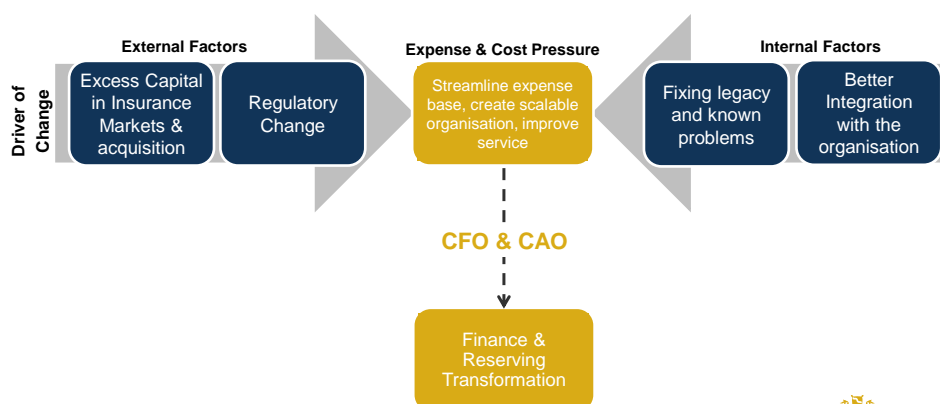 External Factors
Expense & Cost Pressure
Internal Factors
Driver of
Change
Excess Capital
in Insurance
Markets &
acquisition
Regulatory
Change
Streamline expense
base, create scalable
organisation, improve
service
Fixing legacy
and known
problems
Better
Integration
with the
organisation
CFO & CAO
Finance &
Reserving
Transformation